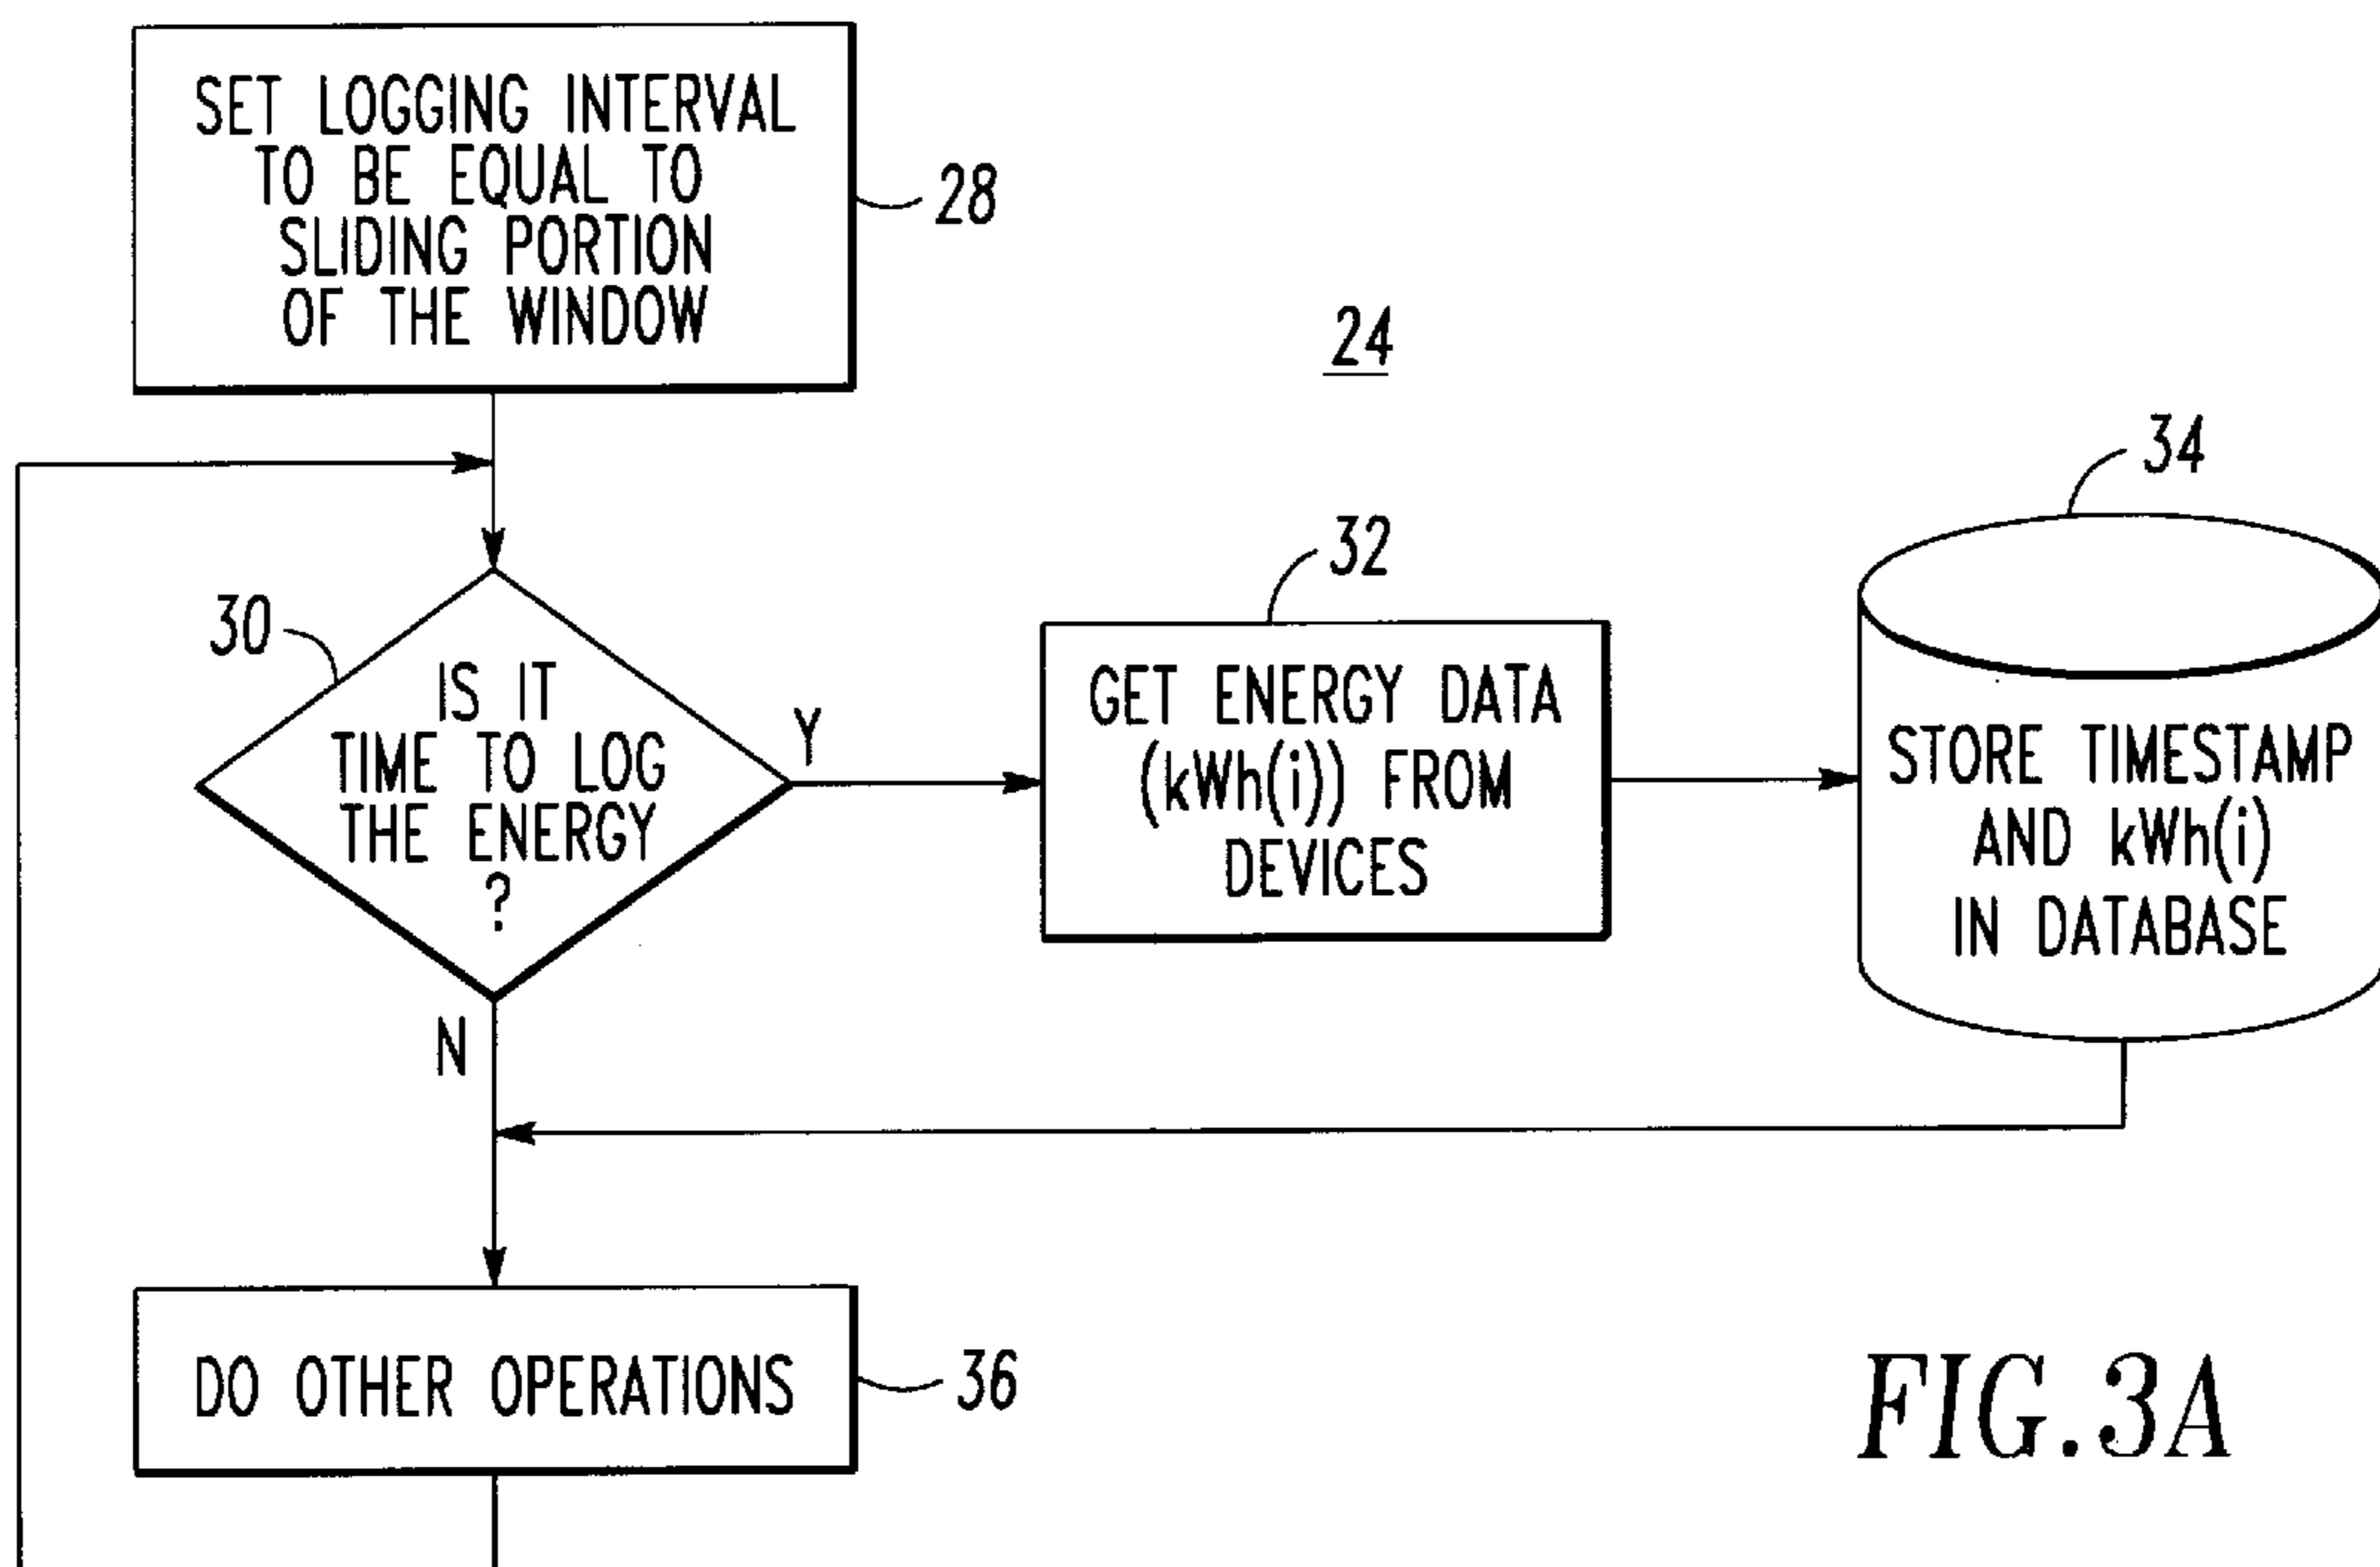 SET LOGGING INTERVAL
TO BE EQUAL TO
SLIDING PORTION
OF THE WINDOW
28
24
34
32
30
IS IT
TIME TO LOG
THE ENERGY
?
Y
GET ENERGY DATA
(kWh(i)) FROM
DEVICES
STORE TIMESTAMP
AND kWh(i)
IN DATABASE
N
DO OTHER OPERATIONS
36
FIG.3A